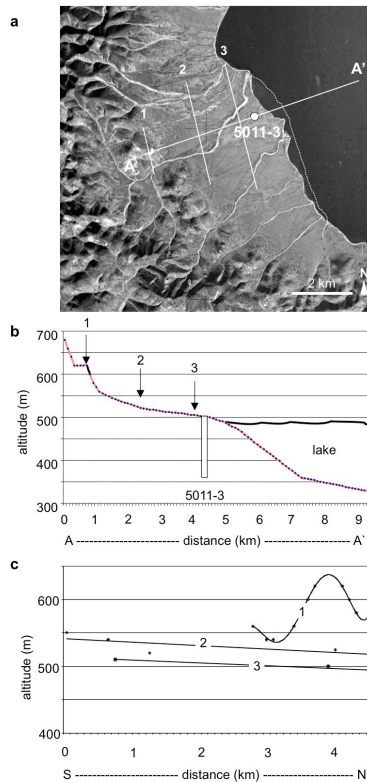 a
3
A'
2
1
5011-3
A
N
2 km
b
altitude (m)
700
600
500
400
300
1
2
3
lake
5011-3
0 1 2 3 4 5 6 7 8 9
A ---------------- distance (km) ---------------- A`
c
altitude (m)
600
500
400
1
2
3
0 1 2 3 4
S ---------------- distance (km) ---------------- N